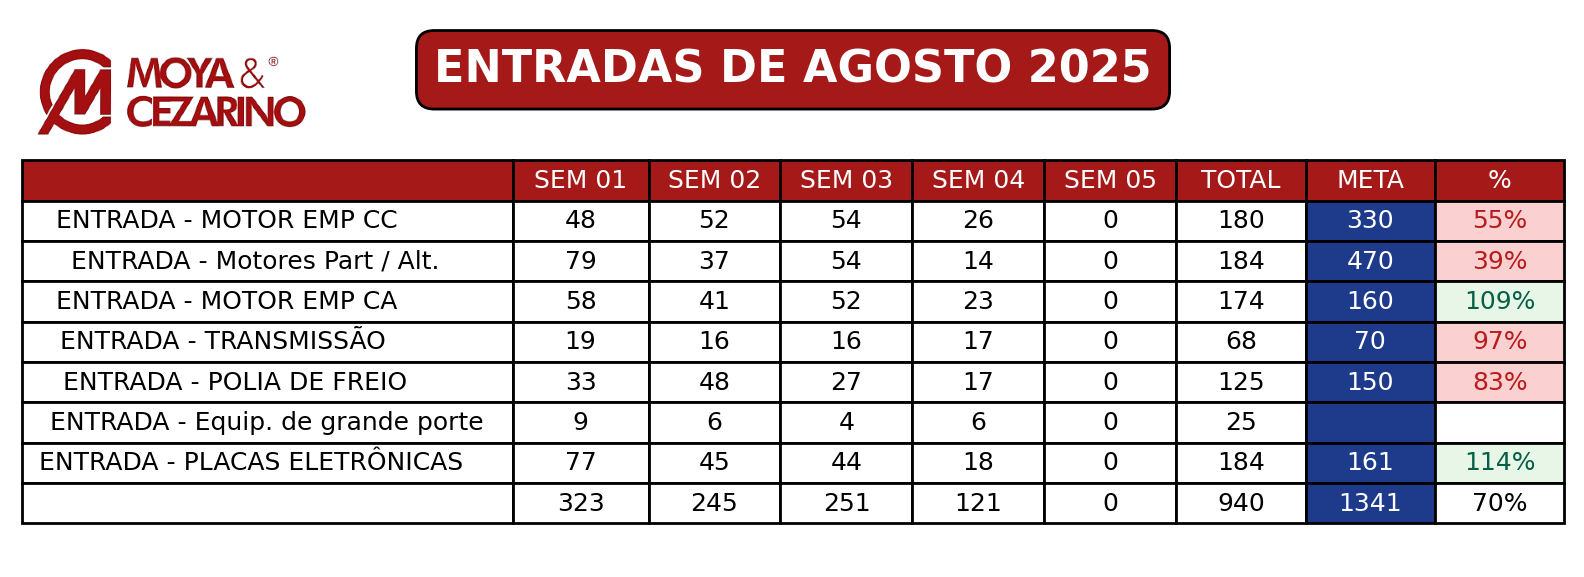 MOYA &®
CEZARINO
ENTRADAS DE AGOSTO 2025
SEM 01 SEM 02 SEM 03 SEM 04 SEM 05 TOTAL META %
ENTRADA - MOTOR EMP CC 48 52 54 26 0 180 330 55%
ENTRADA - Motores Part / Alt. 79 37 54 14 0 184 470 39%
ENTRADA - MOTOR EMP CA 58 41 52 23 0 174 160 109%
ENTRADA - TRANSMISSÃO 19 16 16 17 0 68 70 97%
ENTRADA - POLIA DE FREIO 33 48 27 17 0 125 150 83%
ENTRADA - Equip. de grande porte 9 6 4 6 0 25
ENTRADA - PLACAS ELETRÔNICAS 77 45 44 18 0 184 161 114%
323 245 251 121 0 940 1341 70%